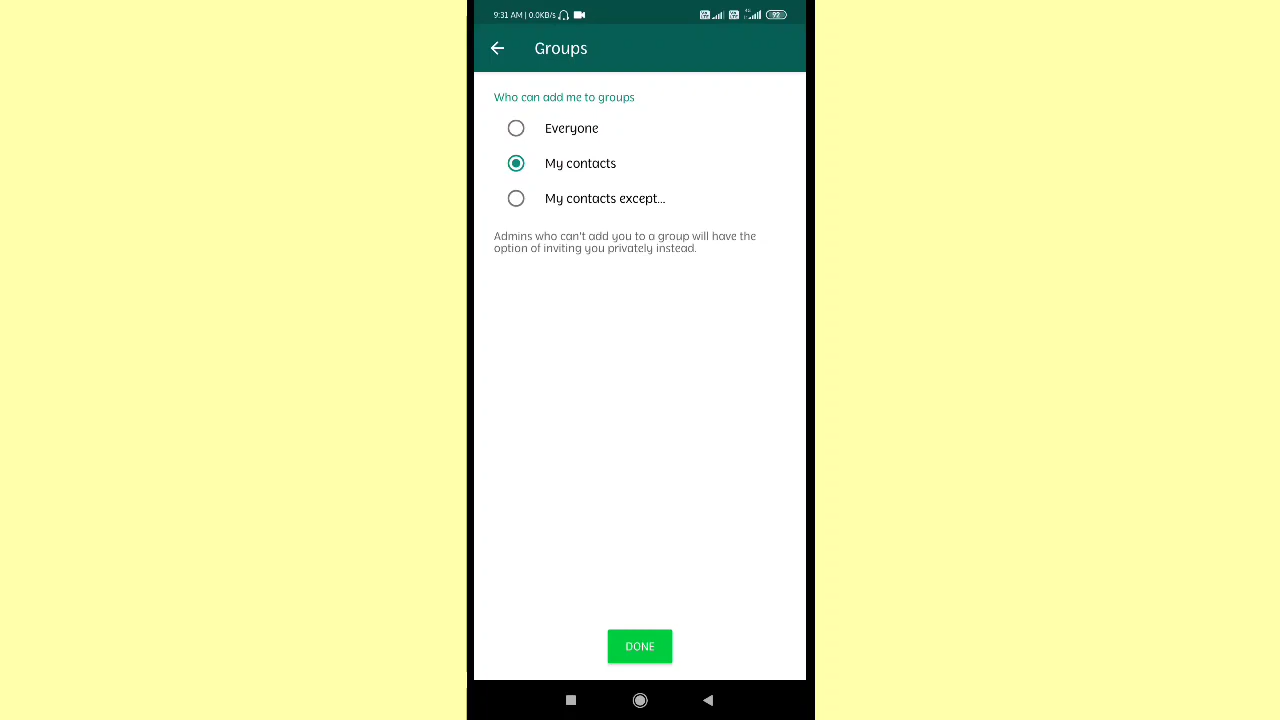 9:31 AM | 0.0KB/s
92
Groups
Who can add me to groups
Everyone
My contacts
My contacts except...
Admins who can't add you to a group will have the
option of inviting you privately instead.
DONE